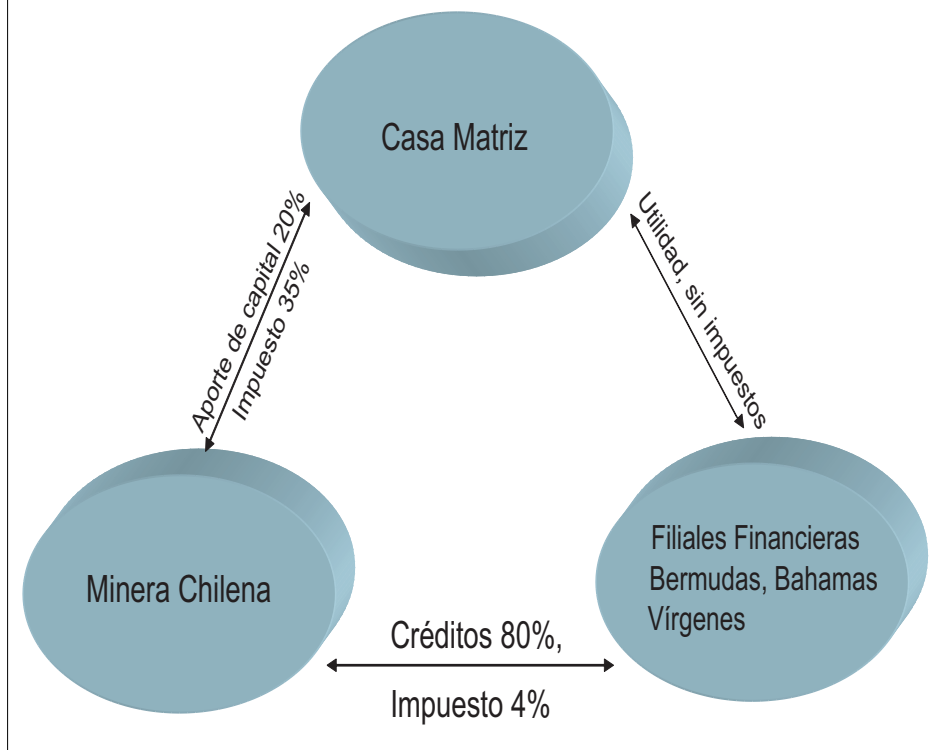 Casa Matriz
Aporte de capital 20%
Impuesto 35%
Utilidad, sin impuestos
Minera Chilena
Filiales Financieras
Bermudas, Bahamas
Vírgenes
Créditos 80%,
Impuesto 4%